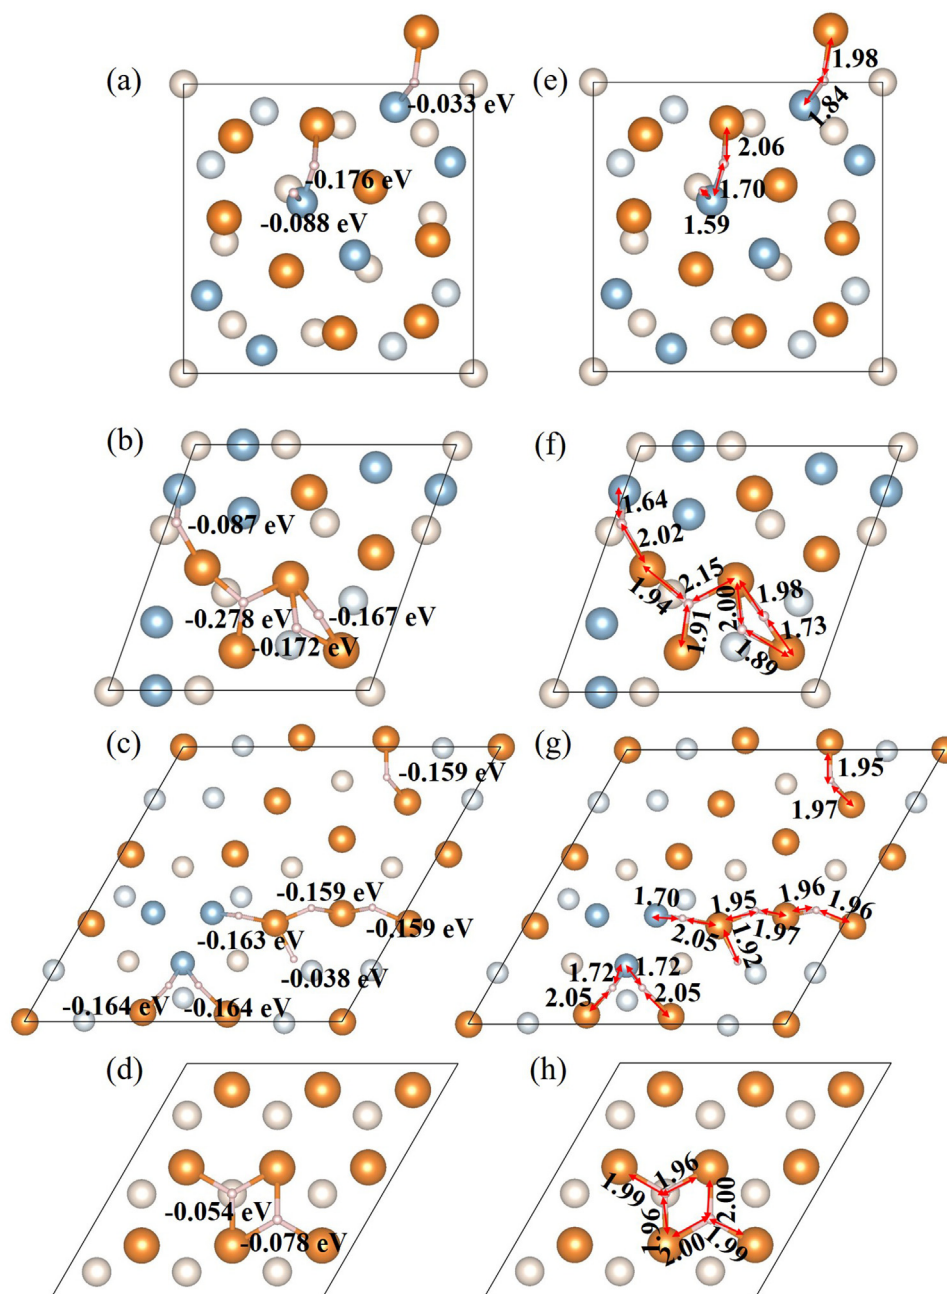 (a)
-0.033 eV
-0.176 eV
-0.088 eV
(e)
1.98
1.84
2.06
1.70
1.59
(b)
-0.087 eV
-0.278 eV
-0.167 eV
-0.172 eV
(f)
1.64
2.02
1.94
2.15
1.91
2.00
1.98
1.73
1.89
(c)
-0.159 eV
-0.159 eV
-0.163 eV
-0.159 eV
-0.038 eV
-0.164 eV
-0.164 eV
(g)
1.95
1.97
1.70
1.95
1.96
1.96
2.05
1.97
1.92
1.72
1.72
2.05
2.05
(d)
-0.054 eV
-0.078 eV
(h)
1.99
1.96
2.00
1.96
2.00
1.99